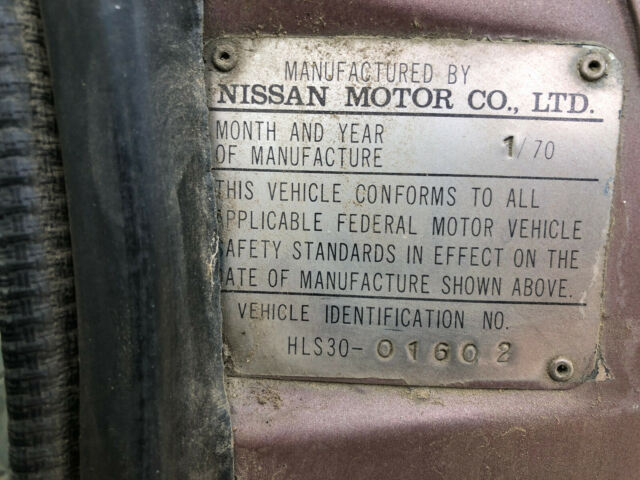 MANUFACTURED BY
NISSAN MOTOR CO., LTD.
MONTH AND YEAR
OF MANUFACTURE 1/70
THIS VEHICLE CONFORMS TO ALL
APPLICABLE FEDERAL MOTOR VEHICLE
SAFETY STANDARDS IN EFFECT ON THE
DATE OF MANUFACTURE SHOWN ABOVE.
VEHICLE IDENTIFICATION NO.
HLS30-01602